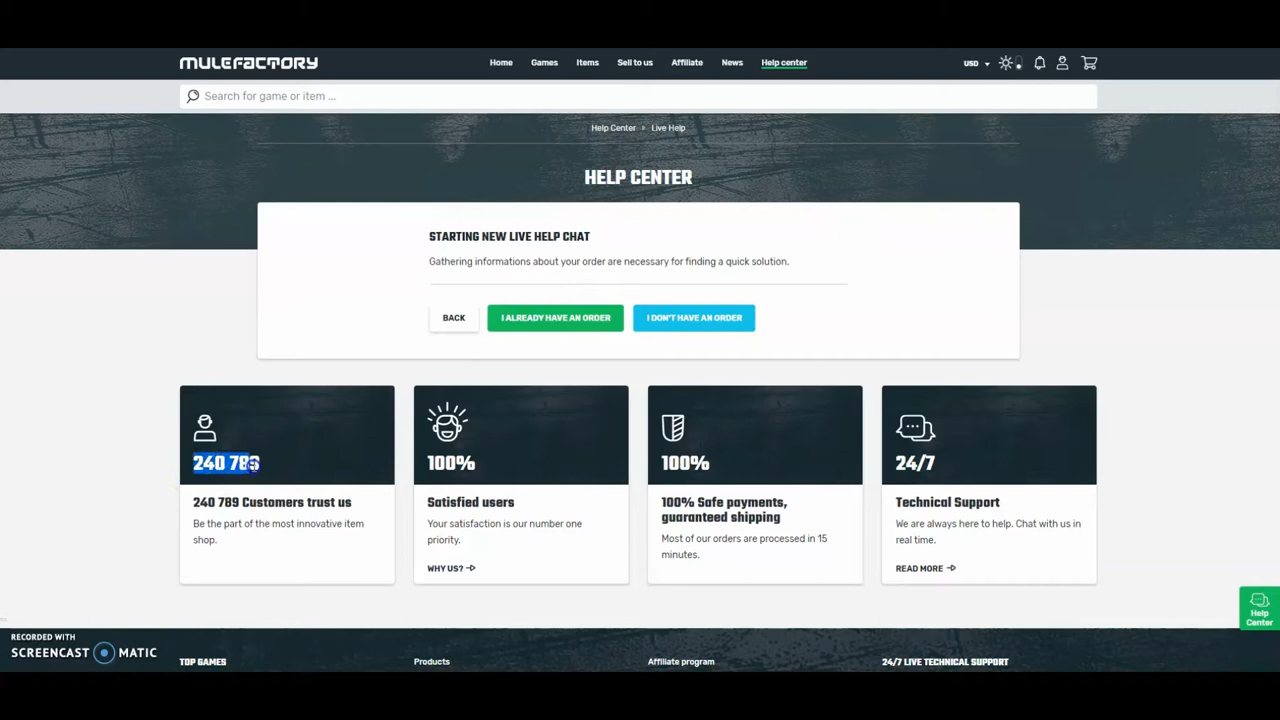 MULEFACTORY
Home Games Items Sell to us Affiliate News Help center
USD
Search for game or item ...
Help Center » Live Help
HELP CENTER
STARTING NEW LIVE HELP CHAT
Gathering informations about your order are necessary for finding a quick solution.
BACK I ALREADY HAVE AN ORDER I DON'T HAVE AN ORDER
240 789
240 789 Customers trust us
Be the part of the most innovative item
shop.
100%
Satisfied users
Your satisfaction is our number one
priority.
WHY US?
100%
100% Safe payments,
guaranteed shipping
Most of our orders are processed in 15
minutes.
24/7
Technical Support
We are always here to help. Chat with us in
real time.
READ MORE
Help
Center
RECORDED WITH
SCREENCAST MATIC
TOP GAMES
Products
Affiliate program
24/7 LIVE TECHNICAL SUPPORT